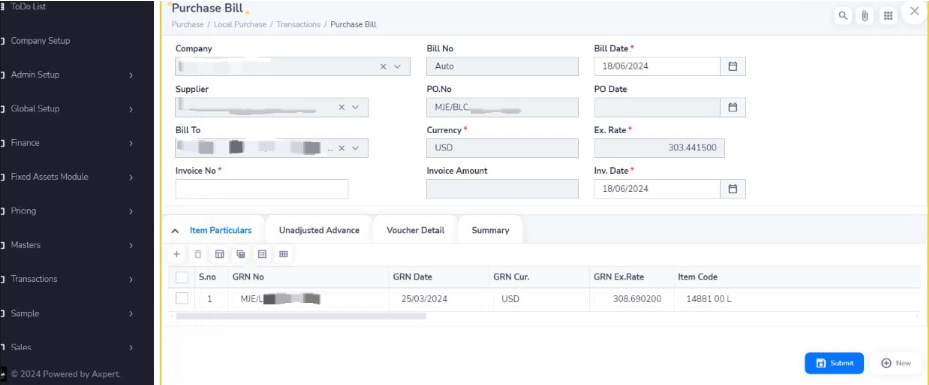 ToDo List
Company Setup
Admin Setup
Global Setup
Finance
Fixed Assets Module
Pricing
Masters
Transactions
Sample
Sales
© 2024 Powered by Axpert.
Purchase Bill
Purchase / Local Purchase / Transactions / Purchase Bill
Company Bill No Bill Date *
Auto 18/06/2024
Supplier PO.No PO Date
MJE/BLC
Bill To Currency * Ex. Rate *
USD 303.441500
Invoice No * Invoice Amount Inv. Date *
18/06/2024
Item Particulars Unadjusted Advance Voucher Detail Summary
S.no GRN No GRN Date GRN Cur. GRN Ex.Rate Item Code
1 MJE/L 25/03/2024 USD 308.690200 14881 00 L
Submit New